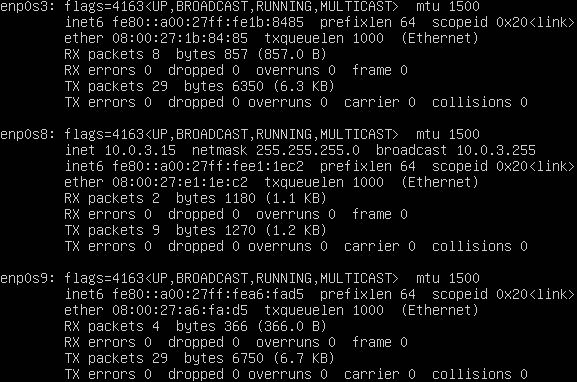 enp0s3: flags=4163<UP,BROADCAST,RUNNING,MULTICAST>  mtu 1500
        inet6 fe80::a00:27ff:fe1b:8485  prefixlen 64  scopeid 0x20<link>
        ether 08:00:27:1b:84:85  txqueuelen 1000  (Ethernet)
        RX packets 8  bytes 857 (857.0 B)
        RX errors 0  dropped 0  overruns 0  frame 0
        TX packets 29  bytes 6350 (6.3 KB)
        TX errors 0  dropped 0 overruns 0  carrier 0  collisions 0

enp0s8: flags=4163<UP,BROADCAST,RUNNING,MULTICAST>  mtu 1500
        inet 10.0.3.15  netmask 255.255.255.0  broadcast 10.0.3.255
        inet6 fe80::a00:27ff:fee1:1ec2  prefixlen 64  scopeid 0x20<link>
        ether 08:00:27:e1:1e:c2  txqueuelen 1000  (Ethernet)
        RX packets 2  bytes 1180 (1.1 KB)
        RX errors 0  dropped 0  overruns 0  frame 0
        TX packets 9  bytes 1270 (1.2 KB)
        TX errors 0  dropped 0 overruns 0  carrier 0  collisions 0

enp0s9: flags=4163<UP,BROADCAST,RUNNING,MULTICAST>  mtu 1500
        inet6 fe80::a00:27ff:fea6:fad5  prefixlen 64  scopeid 0x20<link>
        ether 08:00:27:a6:fa:d5  txqueuelen 1000  (Ethernet)
        RX packets 4  bytes 366 (366.0 B)
        RX errors 0  dropped 0  overruns 0  frame 0
        TX packets 29  bytes 6750 (6.7 KB)
        TX errors 0  dropped 0 overruns 0  carrier 0  collisions 0